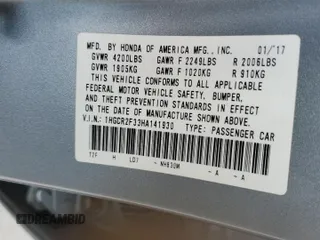 MFD. BY HONDA OF AMERICA MFG., INC. 01/17
GVWR 4200LBS GAWR F 2249LBS R 2006LBS
GVWR 1905KG GAWR F 1020KG R 910KG
THIS VEHICLE CONFORMS TO ALL APPLICABLE
FEDERAL MOTOR VEHICLE SAFETY, BUMPER,
AND THEFT PREVENTION STANDARDS IN EFFECT ON
THE DATE OF MANUFACTURE SHOWN ABOVE.
V.I.N.: 1HGCR2F33HA141930 TYPE: PASSENGER CAR
H - A - A
DREAMBID